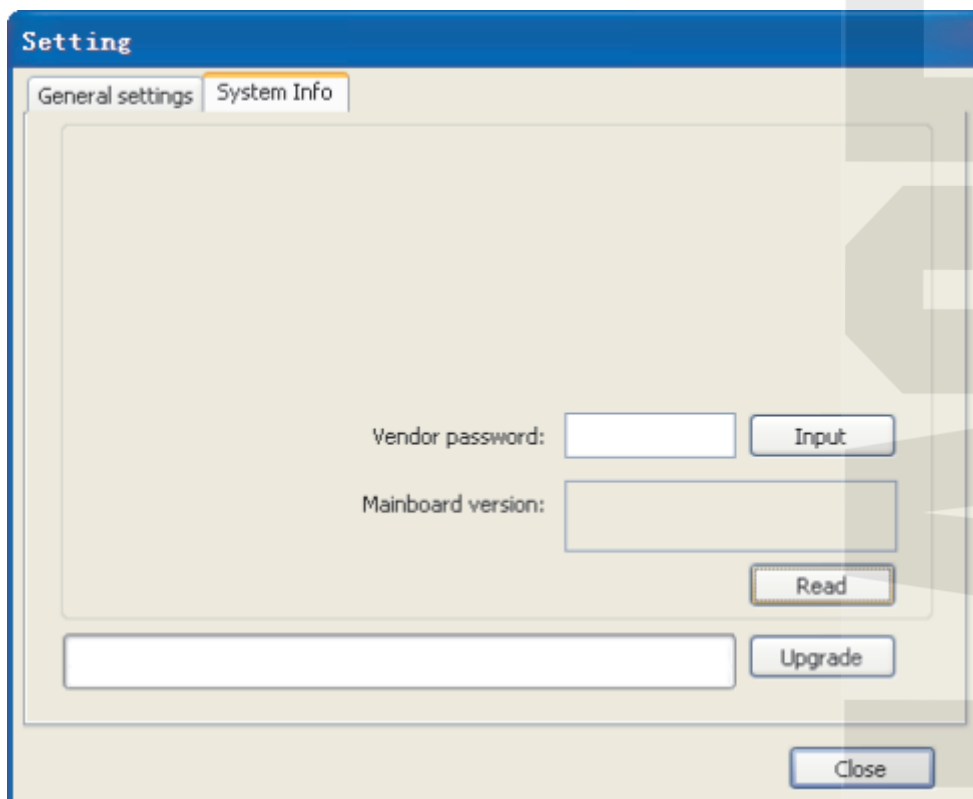 Setting
General settings System Info
Vendor password: Input
Mainboard version:
Read
Upgrade
Close